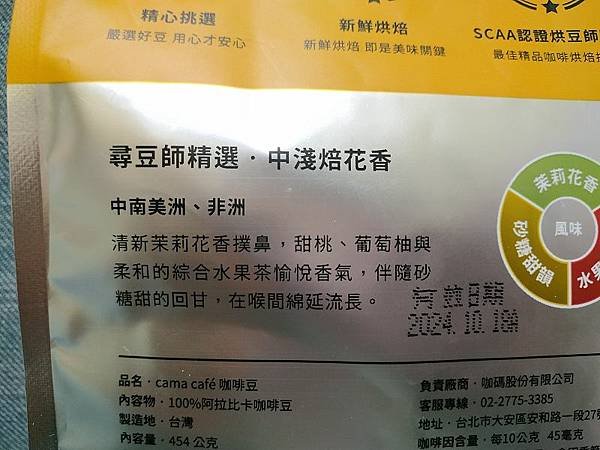 精心挑選
嚴選好豆 用心才安心
新鮮烘焙
新鮮烘焙 即是美味關鍵
SCAA認證烘豆師
最佳精品咖啡烘焙
尋豆師精選・中淺焙花香
中南美洲、非洲
清新茉莉花香撲鼻，甜桃、葡萄柚與
柔和的綜合水果茶愉悅香氣，伴隨砂
糖甜的回甘，在喉間綿延流長。
茉莉花香
風味
砂糖甜韻
水果
有效日期
2024.10.18
品名・cama café 咖啡豆
內容物・100%阿拉比卡咖啡豆
製造地・台灣
內容量・454 公克
負責廠商・咖碼股份有限公司
客服專線・02-2775-3385
地址・台北市大安區安和路一段27號
咖啡因含量・每10公克 45毫克